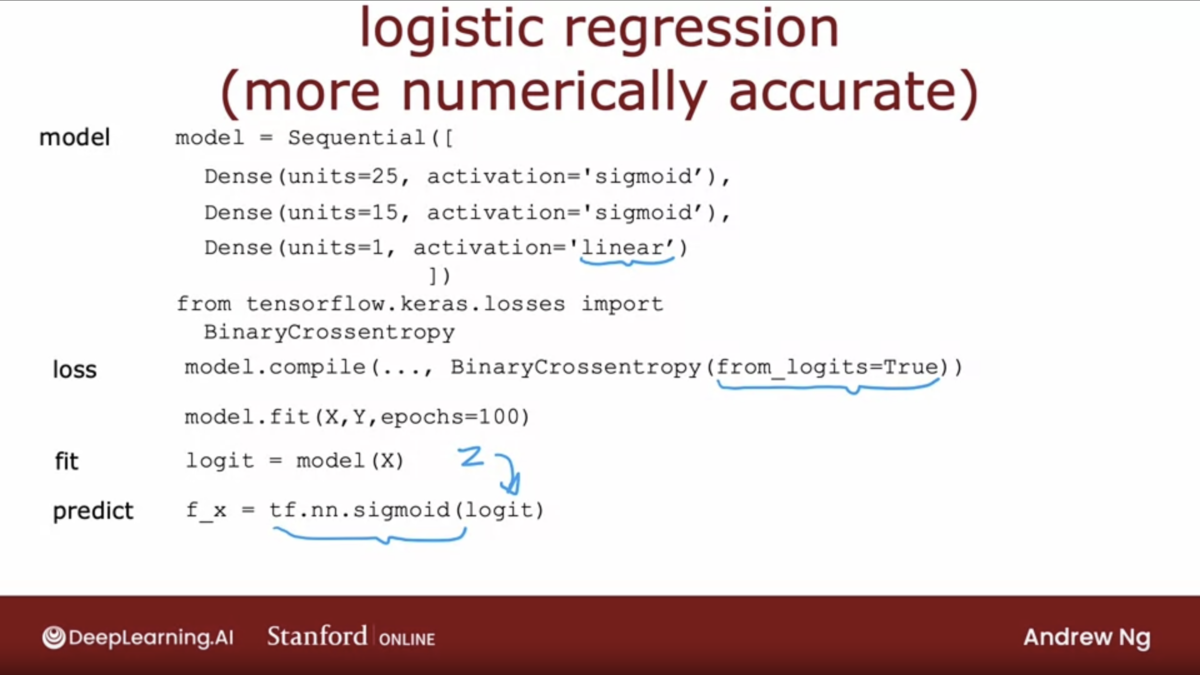 logistic regression
(more numerically accurate)
model model = Sequential([
Dense(units=25, activation='sigmoid’),
Dense(units=15, activation='sigmoid’),
Dense(units=1, activation='linear’)
])
from tensorflow.keras.losses import
BinaryCrossentropy
loss model.compile(..., BinaryCrossentropy(from_logits=True))
model.fit(X,Y,epochs=100)
fit logit = model(X) z
predict f_x = tf.nn.sigmoid(logit)
DeepLearning.AI Stanford ONLINE Andrew Ng